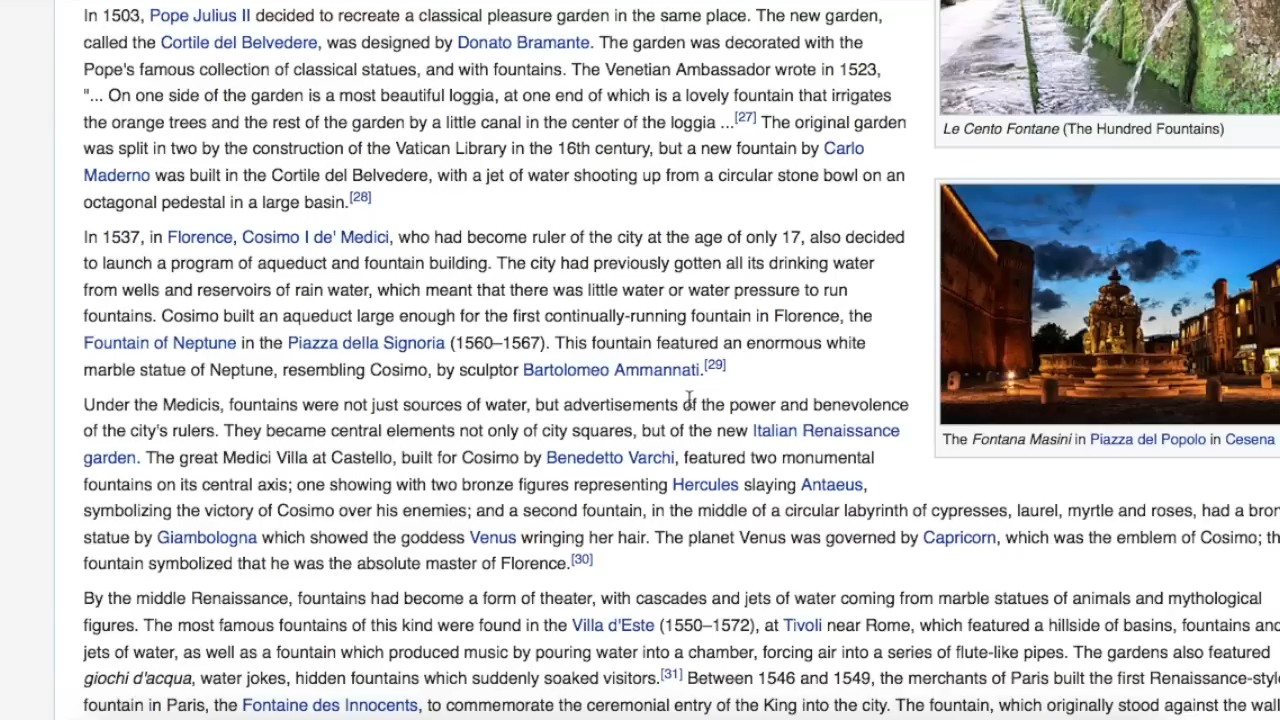 In 1503, Pope Julius II decided to recreate a classical pleasure garden in the same place. The new garden,
called the Cortile del Belvedere, was designed by Donato Bramante. The garden was decorated with the
Pope's famous collection of classical statues, and with fountains. The Venetian Ambassador wrote in 1523,
"... On one side of the garden is a most beautiful loggia, at one end of which is a lovely fountain that irrigates
the orange trees and the rest of the garden by a little canal in the center of the loggia ...[27] The original garden
was split in two by the construction of the Vatican Library in the 16th century, but a new fountain by Carlo
Maderno was built in the Cortile del Belvedere, with a jet of water shooting up from a circular stone bowl on an
octagonal pedestal in a large basin.[28]
In 1537, in Florence, Cosimo I de' Medici, who had become ruler of the city at the age of only 17, also decided
to launch a program of aqueduct and fountain building. The city had previously gotten all its drinking water
from wells and reservoirs of rain water, which meant that there was little water or water pressure to run
fountains. Cosimo built an aqueduct large enough for the first continually-running fountain in Florence, the
Fountain of Neptune in the Piazza della Signoria (1560–1567). This fountain featured an enormous white
marble statue of Neptune, resembling Cosimo, by sculptor Bartolomeo Ammannati.[29]
Under the Medicis, fountains were not just sources of water, but advertisements of the power and benevolence
of the city's rulers. They became central elements not only of city squares, but of the new Italian Renaissance
garden. The great Medici Villa at Castello, built for Cosimo by Benedetto Varchi, featured two monumental
fountains on its central axis; one showing with two bronze figures representing Hercules slaying Antaeus,
symbolizing the victory of Cosimo over his enemies; and a second fountain, in the middle of a circular labyrinth of cypresses, laurel, myrtle and roses, had a bron
statue by Giambologna which showed the goddess Venus wringing her hair. The planet Venus was governed by Capricorn, which was the emblem of Cosimo; th
fountain symbolized that he was the absolute master of Florence.[30]
By the middle Renaissance, fountains had become a form of theater, with cascades and jets of water coming from marble statues of animals and mythological
figures. The most famous fountains of this kind were found in the Villa d'Este (1550–1572), at Tivoli near Rome, which featured a hillside of basins, fountains and
jets of water, as well as a fountain which produced music by pouring water into a chamber, forcing air into a series of flute-like pipes. The gardens also featured
giochi d'acqua, water jokes, hidden fountains which suddenly soaked visitors.[31] Between 1546 and 1549, the merchants of Paris built the first Renaissance-style
fountain in Paris, the Fontaine des Innocents, to commemorate the ceremonial entry of the King into the city. The fountain, which originally stood against the wall
Le Cento Fontane (The Hundred Fountains)
The Fontana Masini in Piazza del Popolo in Cesena